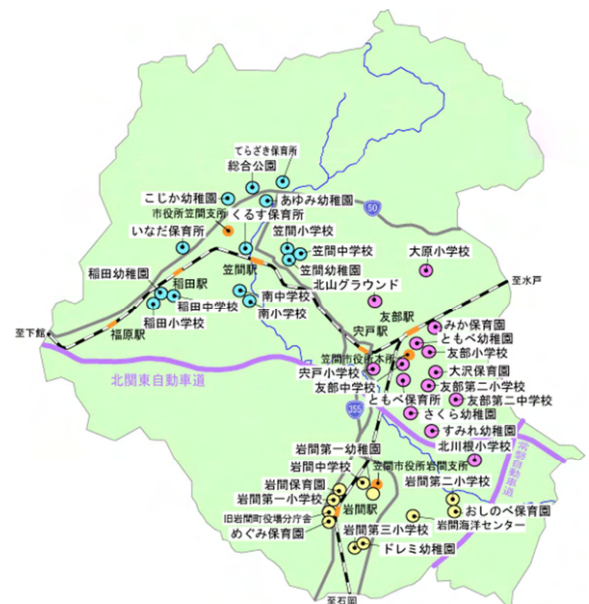 てらざき保育所
総合公園
こじか幼稚園
あゆみ幼稚園
市役所笠間支所
くるす保育所
50
いなだ保育所
笠間小学校
笠間中学校
大原小学校
笠間幼稚園
笠間駅
稲田幼稚園
稲田駅
北山グラウンド
至水戸
南中学校
稲田中学校
友部駅
南小学校
稲田小学校
宍戸駅
みか保育園
至下館
福原駅
ともべ幼稚園
笠間市役所本所
友部小学校
宍戸小学校
大沢保育園
北関東自動車道
友部中学校
友部第二小学校
ともべ保育所
友部第二中学校
355
さくら幼稚園
すみれ幼稚園
北川根小学校
岩間第一幼稚園
常磐自動車道
岩間中学校
笠間市役所岩間支所
岩間保育園
岩間第二小学校
岩間第一小学校
岩間駅
おしのべ保育園
旧岩間町役場分庁舎
岩間第三小学校
岩間海洋センター
めぐみ保育園
ドレミ幼稚園
至石岡